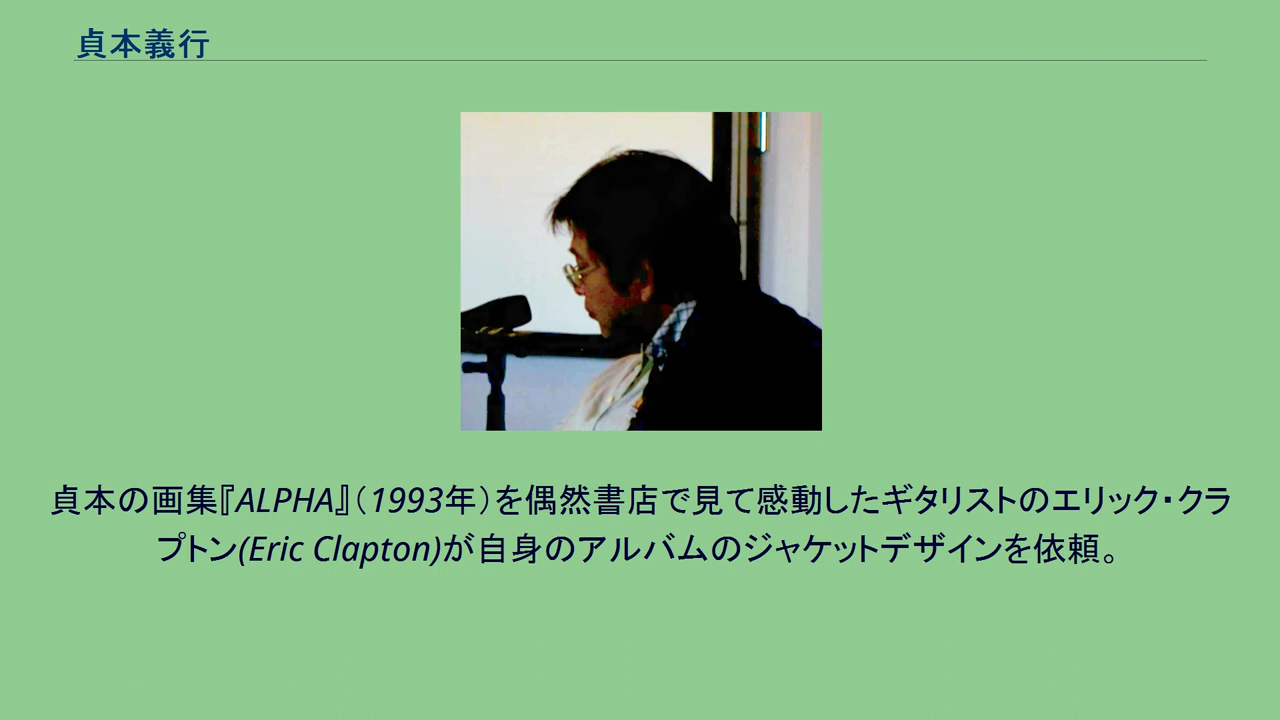 貞本義行
貞本の画集『ALPHA』（1993年）を偶然書店で見て感動したギタリストのエリック・クラ
プトン(Eric Clapton)が自身のアルバムのジャケットデザインを依頼。